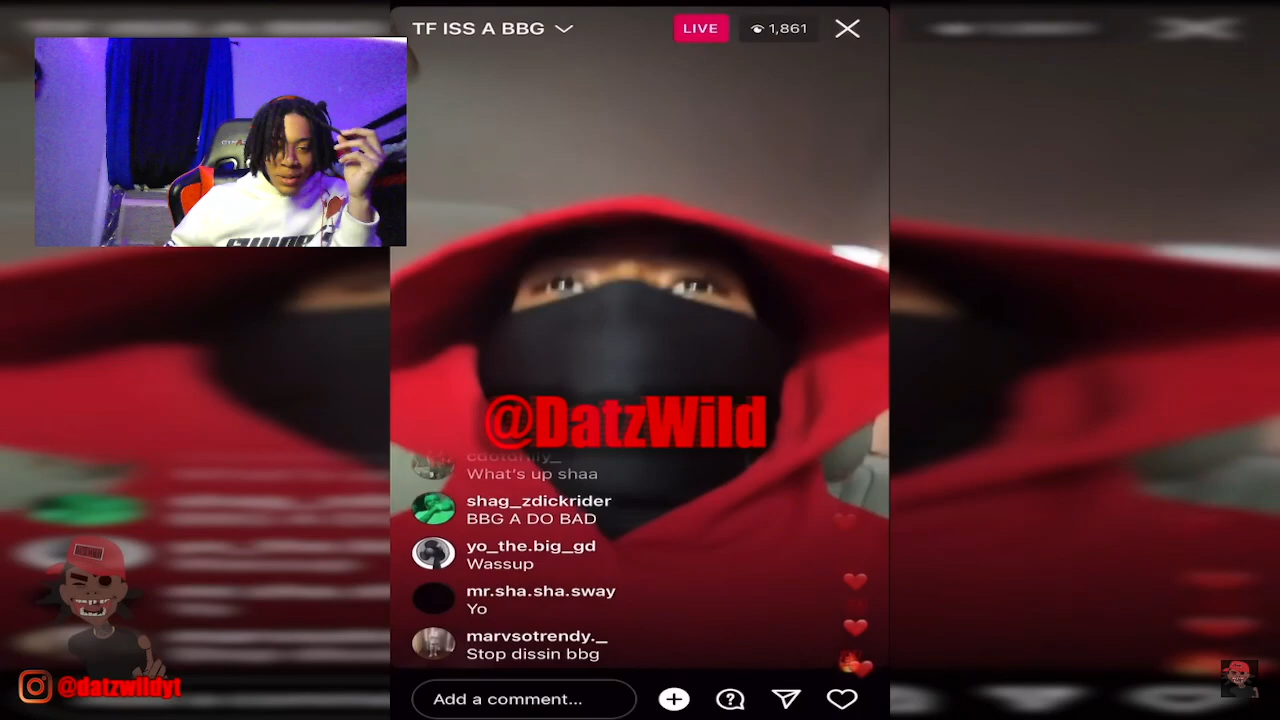 TF ISS A BBG
LIVE
1,861
@DatzWild
What's up shaa
shag_zdickrider
BBG A DO BAD
yo_the.big_gd
Wassup
mr.sha.sha.sway
Yo
marvsotrendy._
Stop dissin bbg
@datzwildyt
Add a comment...